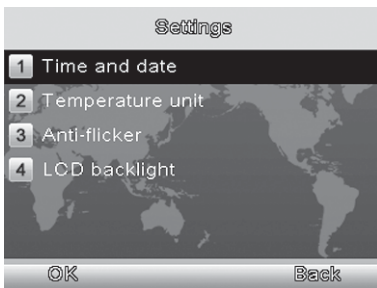 Settings
1 Time and date
2 Temperature unit
3 Anti-flicker
4 LCD backlight
OK Back